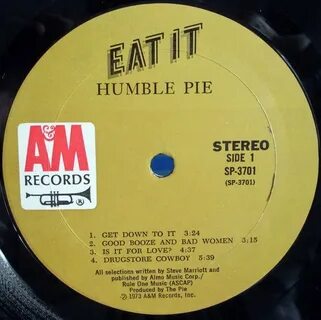 EAT IT
HUMBLE PIE
A&M
RECORDS
®
STEREO
SIDE 1
SP-3701
(SP-3701)
1. GET DOWN TO IT 3:24
2. GOOD BOOZE AND BAD WOMEN 3:15
3. IS IT FOR LOVE? 4:37
4. DRUGSTORE COWBOY 5:39
All selections written by Steve Marriott and
published by Almo Music Corp./
Rule One Music (ASCAP)
Produced by The Pie
℗ 1973 A&M Records, Inc.